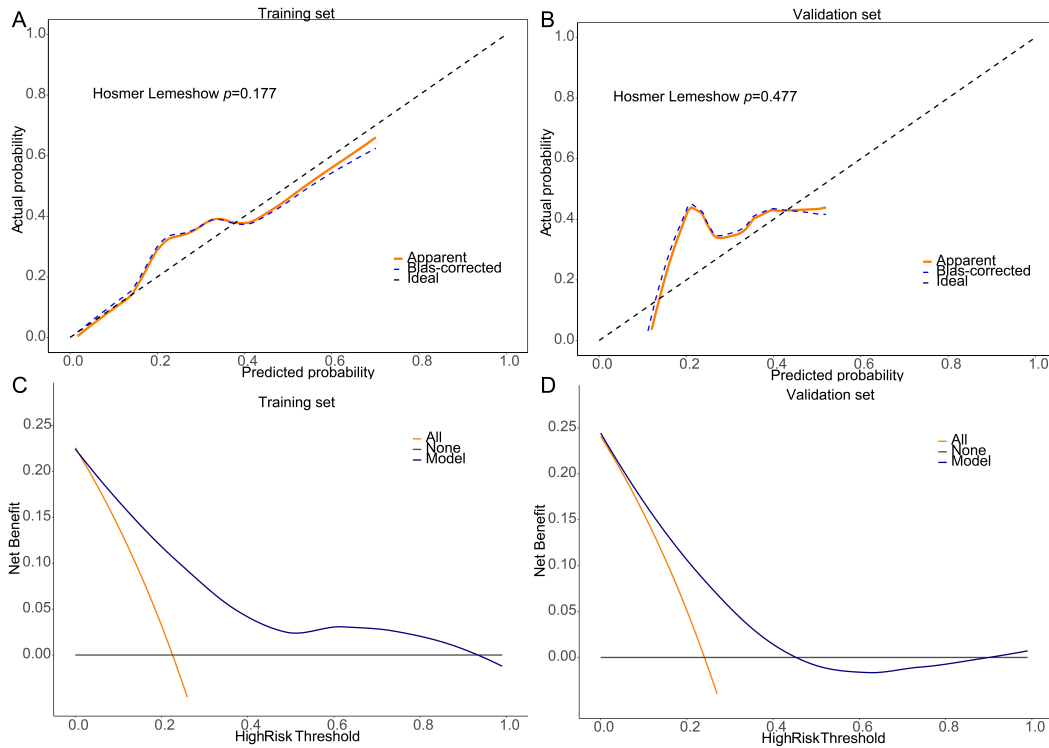 A
Training set
1.0
0.8
0.6
0.4
0.2
0.0
Actual probability
Hosmer Lemeshow p=0.177
Apparent
Bias-corrected
Ideal
0.0 0.2 0.4 0.6 0.8 1.0
Predicted probability
B
Validation set
1.0
0.8
0.6
0.4
0.2
0.0
Actual probability
Hosmer Lemeshow p=0.477
Apparent
Bias-corrected
Ideal
0.0 0.2 0.4 0.6 0.8 1.0
Predicted probability
C
Training set
0.25
0.20
0.15
0.10
0.05
0.00
Net Benefit
All
None
Model
0.0 0.2 0.4 0.6 0.8 1.0
HighRiskThreshold
D
Validation set
0.25
0.20
0.15
0.10
0.05
0.00
Net Benefit
All
None
Model
0.0 0.2 0.4 0.6 0.8 1.0
HighRiskThreshold